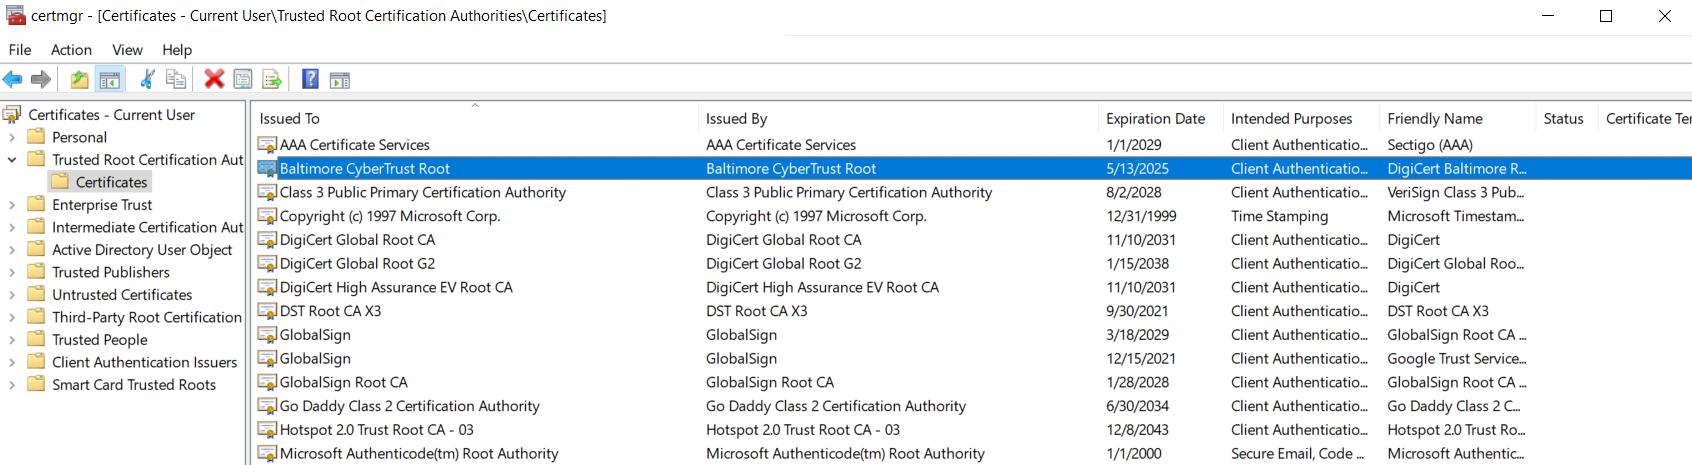 certmgr - [Certificates - Current User\Trusted Root Certification Authorities\Certificates]
File Action View Help
Certificates - Current User
Personal
Trusted Root Certification Aut
Certificates
Enterprise Trust
Intermediate Certification Aut
Active Directory User Object
Trusted Publishers
Untrusted Certificates
Third-Party Root Certification
Trusted People
Client Authentication Issuers
Smart Card Trusted Roots
Issued To Issued By Expiration Date Intended Purposes Friendly Name Status Certificate Ter
AAA Certificate Services AAA Certificate Services 1/1/2029 Client Authenticatio... Sectigo (AAA)
Baltimore CyberTrust Root Baltimore CyberTrust Root 5/13/2025 Client Authenticatio... DigiCert Baltimore R...
Class 3 Public Primary Certification Authority Class 3 Public Primary Certification Authority 8/2/2028 Client Authenticatio... VeriSign Class 3 Pub...
Copyright (c) 1997 Microsoft Corp. Copyright (c) 1997 Microsoft Corp. 12/31/1999 Time Stamping Microsoft Timestam...
DigiCert Global Root CA DigiCert Global Root CA 11/10/2031 Client Authenticatio... DigiCert
DigiCert Global Root G2 DigiCert Global Root G2 1/15/2038 Client Authenticatio... DigiCert Global Roo...
DigiCert High Assurance EV Root CA DigiCert High Assurance EV Root CA 11/10/2031 Client Authenticatio... DigiCert
DST Root CA X3 DST Root CA X3 9/30/2021 Client Authenticatio... DST Root CA X3
GlobalSign GlobalSign 3/18/2029 Client Authenticatio... GlobalSign Root CA ...
GlobalSign GlobalSign 12/15/2021 Client Authenticatio... Google Trust Service...
GlobalSign Root CA GlobalSign Root CA 1/28/2028 Client Authenticatio... GlobalSign Root CA ...
Go Daddy Class 2 Certification Authority Go Daddy Class 2 Certification Authority 6/30/2034 Client Authenticatio... Go Daddy Class 2 C...
Hotspot 2.0 Trust Root CA - 03 Hotspot 2.0 Trust Root CA - 03 12/8/2043 Client Authenticatio... Hotspot 2.0 Trust Ro...
Microsoft Authenticode(tm) Root Authority Microsoft Authenticode(tm) Root Authority 1/1/2000 Secure Email, Code ... Microsoft Authentic...